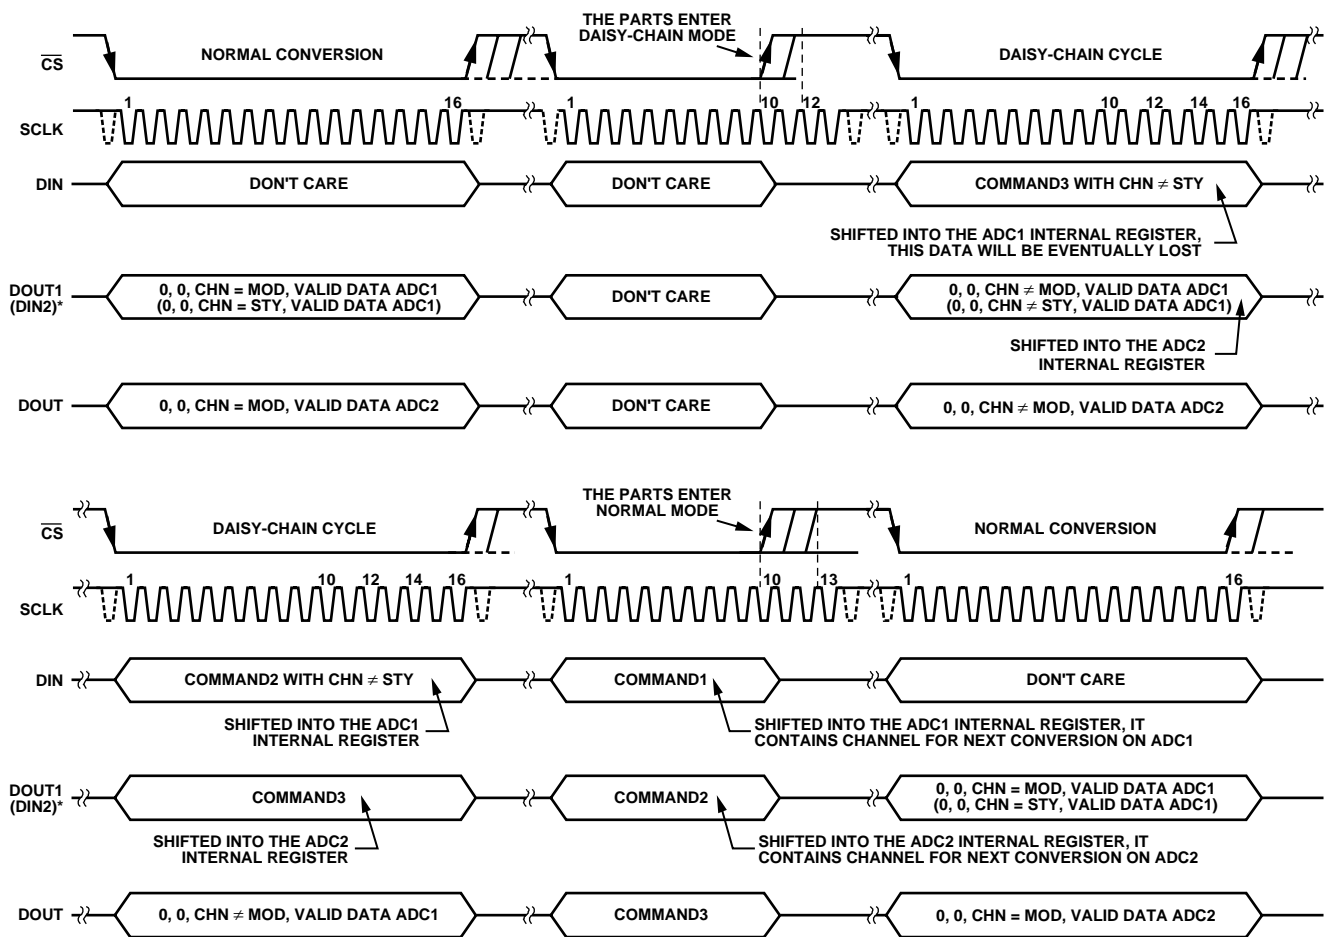 THE PARTS ENTER
DAISY-CHAIN MODE
CS
NORMAL CONVERSION
DAISY-CHAIN CYCLE
SCLK
1 16 1 10 12 1 10 12 14 16
DIN
DON'T CARE
DON'T CARE
COMMAND3 WITH CHN ≠ STY
SHIFTED INTO THE ADC1 INTERNAL REGISTER,
THIS DATA WILL BE EVENTUALLY LOST
DOUT1
(DIN2)*
0, 0, CHN = MOD, VALID DATA ADC1
(0, 0, CHN = STY, VALID DATA ADC1)
DON'T CARE
0, 0, CHN ≠ MOD, VALID DATA ADC1
(0, 0, CHN ≠ STY, VALID DATA ADC1)
SHIFTED INTO THE ADC2
INTERNAL REGISTER
DOUT
0, 0, CHN = MOD, VALID DATA ADC2
DON'T CARE
0, 0, CHN ≠ MOD, VALID DATA ADC2
THE PARTS ENTER
NORMAL MODE
CS
DAISY-CHAIN CYCLE
NORMAL CONVERSION
SCLK
1 10 12 14 16 1 10 13 1 16
DIN
COMMAND2 WITH CHN ≠ STY
COMMAND1
DON'T CARE
SHIFTED INTO THE ADC1
INTERNAL REGISTER
SHIFTED INTO THE ADC1 INTERNAL REGISTER, IT
CONTAINS CHANNEL FOR NEXT CONVERSION ON ADC1
DOUT1
(DIN2)*
COMMAND3
COMMAND2
0, 0, CHN = MOD, VALID DATA ADC1
(0, 0, CHN = STY, VALID DATA ADC1)
SHIFTED INTO THE ADC2
INTERNAL REGISTER
SHIFTED INTO THE ADC2 INTERNAL REGISTER, IT
CONTAINS CHANNEL FOR NEXT CONVERSION ON ADC2
DOUT
0, 0, CHN ≠ MOD, VALID DATA ADC1
COMMAND3
0, 0, CHN = MOD, VALID DATA ADC2